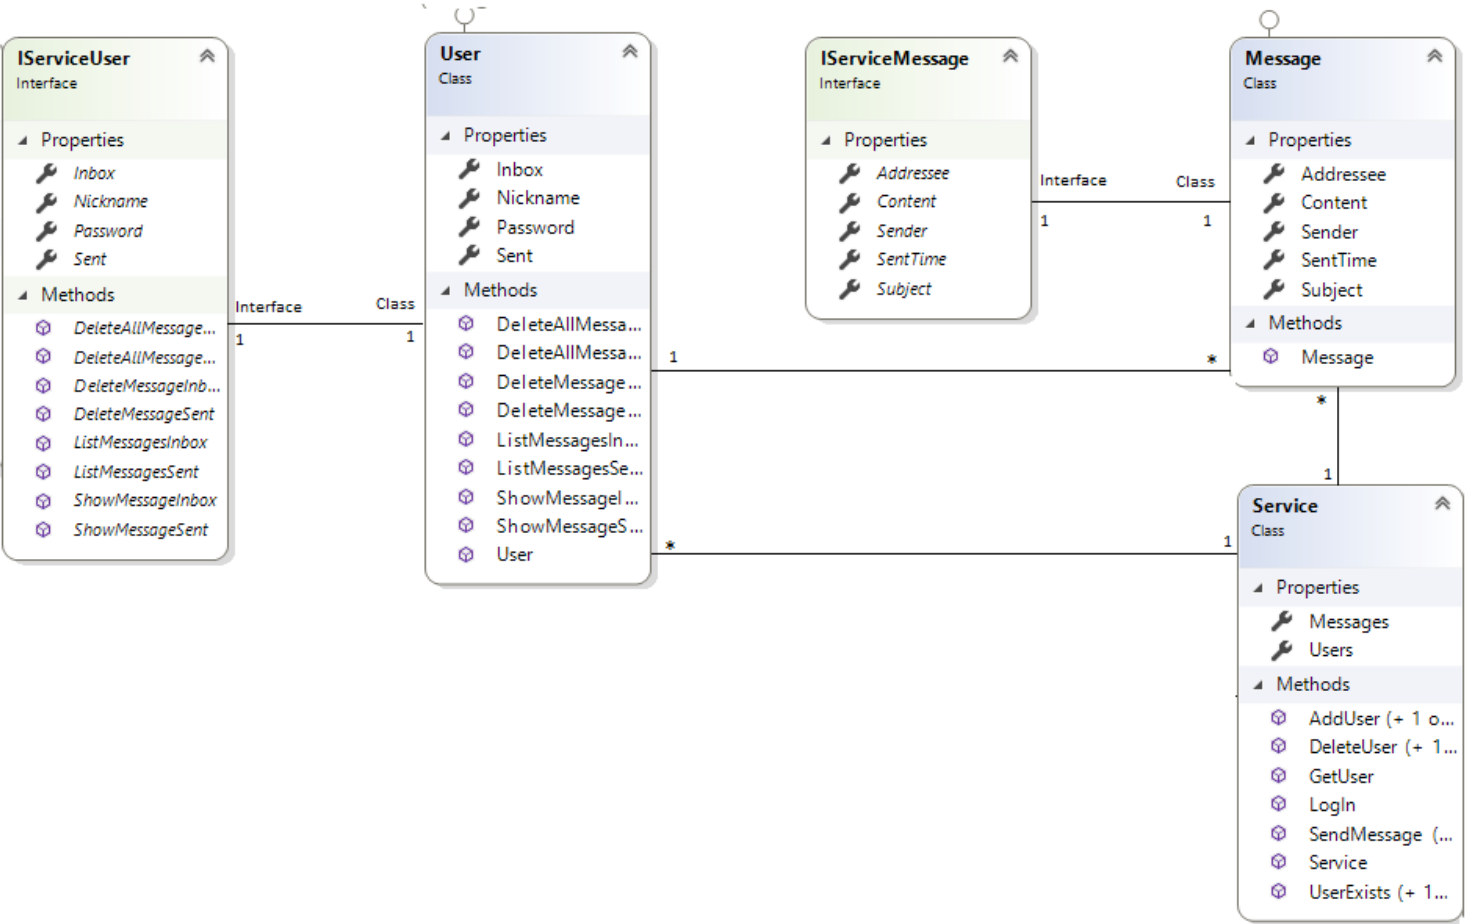 IServiceUser
Interface
Properties
Inbox
Nickname
Password
Sent
Methods
DeleteAllMessage...
DeleteAllMessage...
DeleteMessageInb...
DeleteMessageSent
ListMessagesInbox
ListMessagesSent
ShowMessageInbox
ShowMessageSent
Interface
Class
1
1
User
Class
Properties
Inbox
Nickname
Password
Sent
Methods
DeleteAllMessa...
DeleteAllMessa...
DeleteMessage...
DeleteMessage...
ListMessagesIn...
ListMessagesSe...
ShowMessageI...
ShowMessageS...
User
1
*
*
1
IServiceMessage
Interface
Properties
Addressee
Content
Sender
SentTime
Subject
Interface
Class
1
1
Message
Class
Properties
Addressee
Content
Sender
SentTime
Subject
Methods
Message
*
1
Service
Class
Properties
Messages
Users
Methods
AddUser (+ 1 o...
DeleteUser (+ 1...
GetUser
LogIn
SendMessage (...
Service
UserExists (+ 1...